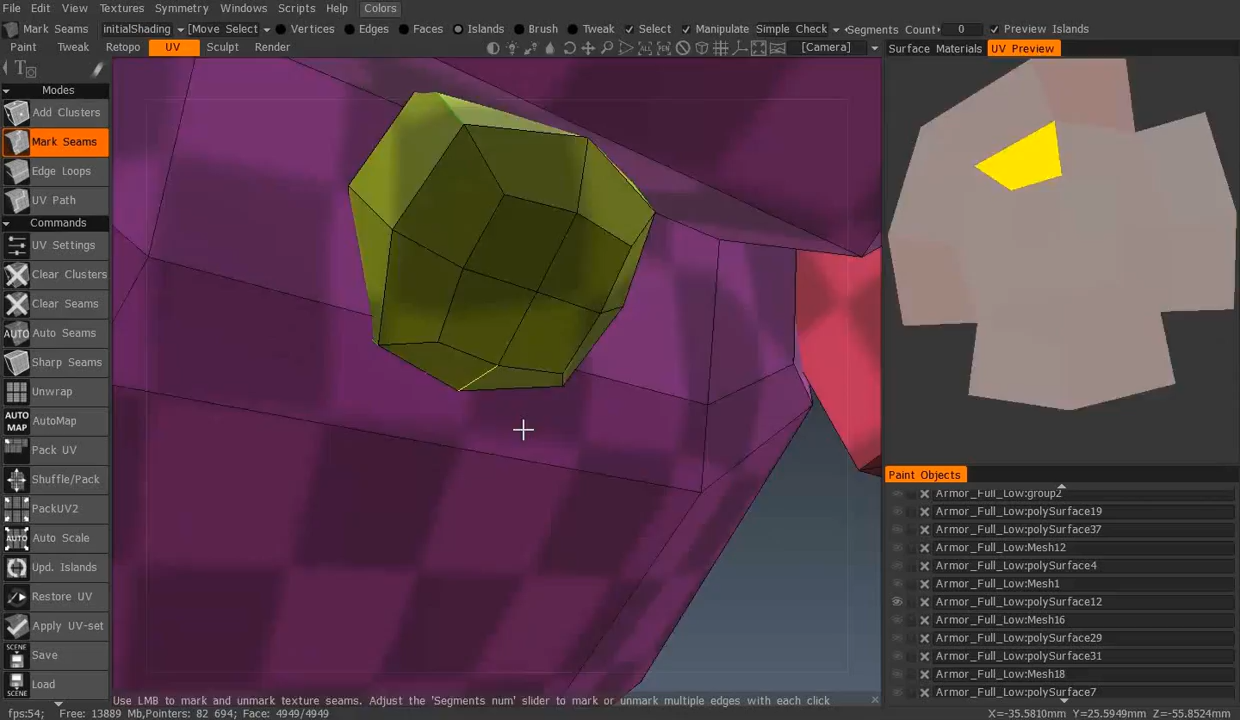 File Edit View Textures Symmetry Windows Scripts Help Colors
Mark Seams initialShading [Move Select] Vertices Edges Faces Islands Brush Tweak Select Manipulate Simple Check Segments Count 0 Preview Islands
Paint Tweak Retopo UV Sculpt Render [Camera] Surface Materials UV Preview
Modes
Add Clusters
Mark Seams
Edge Loops
UV Path
Commands
UV Settings
Clear Clusters
Clear Seams
Auto Seams
Sharp Seams
Unwrap
AUTO MAP AutoMap
Pack UV
Shuffle/Pack
PackUV2
AUTO Auto Scale
Upd. Islands
Restore UV
Apply UV-set
SCENE Save
SCENE Load
Paint Objects
Armor_Full_Low:group2
Armor_Full_Low:polySurface19
Armor_Full_Low:polySurface37
Armor_Full_Low:Mesh12
Armor_Full_Low:polySurface4
Armor_Full_Low:Mesh1
Armor_Full_Low:polySurface12
Armor_Full_Low:Mesh16
Armor_Full_Low:polySurface29
Armor_Full_Low:polySurface31
Armor_Full_Low:Mesh18
Armor_Full_Low:polySurface7
Use LMB to mark and unmark texture seams. Adjust the 'Segments num' slider to mark or unmark multiple edges with each click
fps:54; Free: 13889 Mb,Pointers: 82 694; Face: 4949/4949 X=-35.5810mm Y=25.5949mm Z=-55.8524mm